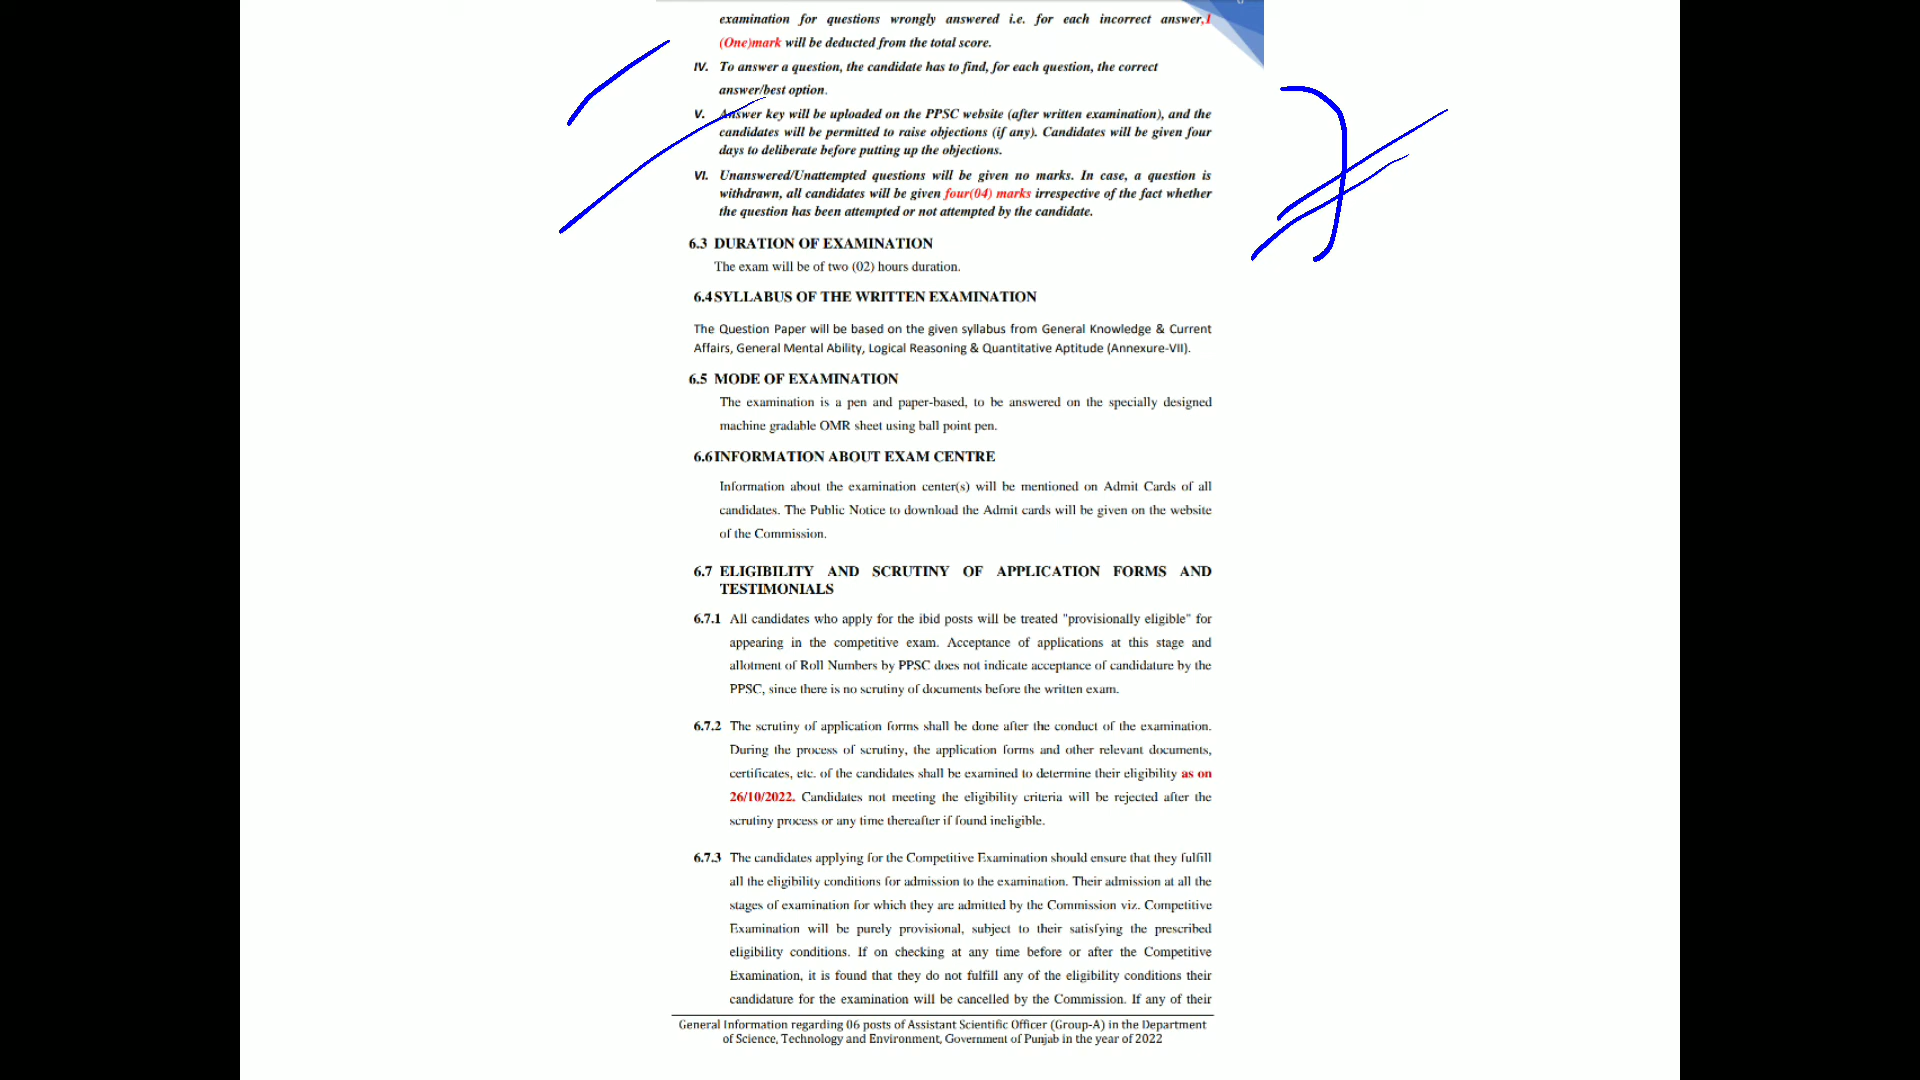 examination for questions wrongly answered i.e. for each incorrect answer,1
(One)mark will be deducted from the total score.
IV. To answer a question, the candidate has to find, for each question, the correct
answer/best option.
V. Answer key will be uploaded on the PPSC website (after written examination), and the
candidates will be permitted to raise objections (if any). Candidates will be given four
days to deliberate before putting up the objections.
VI. Unanswered/Unattempted questions will be given no marks. In case, a question is
withdrawn, all candidates will be given four(04) marks irrespective of the fact whether
the question has been attempted or not attempted by the candidate.
6.3 DURATION OF EXAMINATION
The exam will be of two (02) hours duration.
6.4 SYLLABUS OF THE WRITTEN EXAMINATION
The Question Paper will be based on the given syllabus from General Knowledge & Current
Affairs, General Mental Ability, Logical Reasoning & Quantitative Aptitude (Annexure-VII).
6.5 MODE OF EXAMINATION
The examination is a pen and paper-based, to be answered on the specially designed
machine gradable OMR sheet using ball point pen.
6.6 INFORMATION ABOUT EXAM CENTRE
Information about the examination center(s) will be mentioned on Admit Cards of all
candidates. The Public Notice to download the Admit cards will be given on the website
of the Commission.
6.7 ELIGIBILITY AND SCRUTINY OF APPLICATION FORMS AND
TESTIMONIALS
6.7.1 All candidates who apply for the ibid posts will be treated "provisionally eligible" for
appearing in the competitive exam. Acceptance of applications at this stage and
allotment of Roll Numbers by PPSC does not indicate acceptance of candidature by the
PPSC, since there is no scrutiny of documents before the written exam.
6.7.2 The scrutiny of application forms shall be done after the conduct of the examination.
During the process of scrutiny, the application forms and other relevant documents,
certificates, etc. of the candidates shall be examined to determine their eligibility as on
26/10/2022. Candidates not meeting the eligibility criteria will be rejected after the
scrutiny process or any time thereafter if found ineligible.
6.7.3 The candidates applying for the Competitive Examination should ensure that they fulfill
all the eligibility conditions for admission to the examination. Their admission at all the
stages of examination for which they are admitted by the Commission viz. Competitive
Examination will be purely provisional, subject to their satisfying the prescribed
eligibility conditions. If on checking at any time before or after the Competitive
Examination, it is found that they do not fulfill any of the eligibility conditions their
candidature for the examination will be cancelled by the Commission. If any of their
General Information regarding 06 posts of Assistant Scientific Officer (Group-A) in the Department
of Science, Technology and Environment, Government of Punjab in the year of 2022